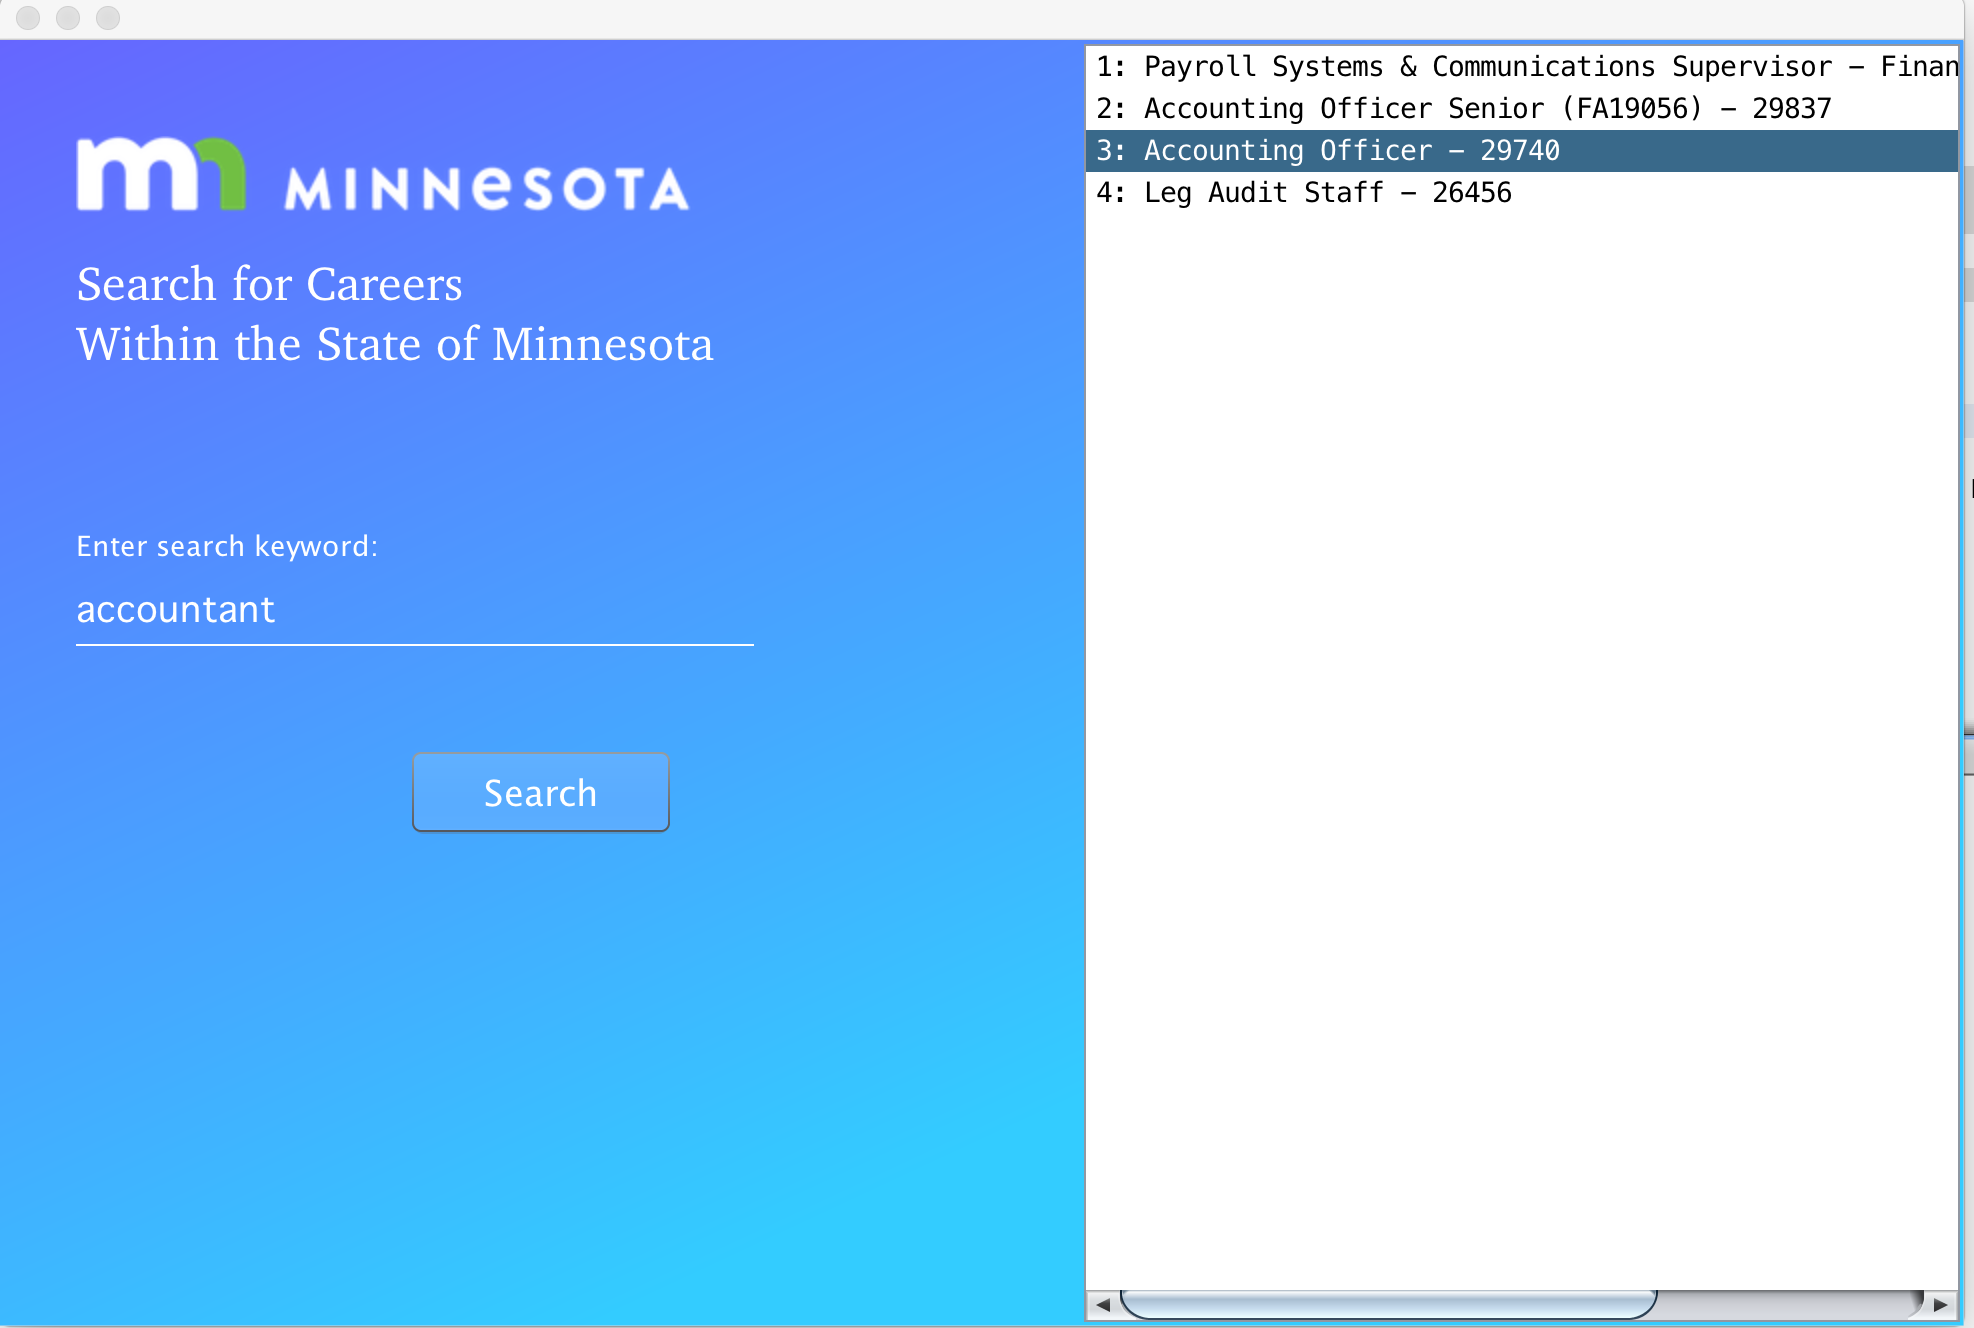 mn MINNESOTA
Search for Careers
Within the State of Minnesota
Enter search keyword:
accountant
Search
1: Payroll Systems & Communications Supervisor – Finan
2: Accounting Officer Senior (FA19056) – 29837
3: Accounting Officer – 29740
4: Leg Audit Staff – 26456